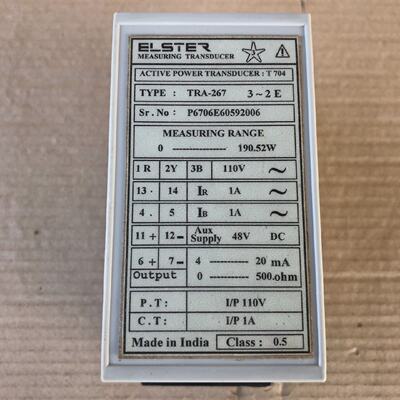 ELSTER
MEASURING TRANSDUCER
ACTIVE POWER TRANSDUCER : T 704
TYPE : TRA-267 3 ~ 2 E
Sr. No : P6706E60592006
MEASURING RANGE
0 ---------------- 190.52W
1 R 2Y 3B 110V ~
13 · 14 IR 1A ~
4 . 5 IB 1A ~
11 + 12 - Aux Supply 48V DC
6 + 7 - 4 ----------- 20 mA
Output 0 ----------- 500.ohm
P.T: I/P 110V
C.T: I/P 1A
Made in India Class : 0.5